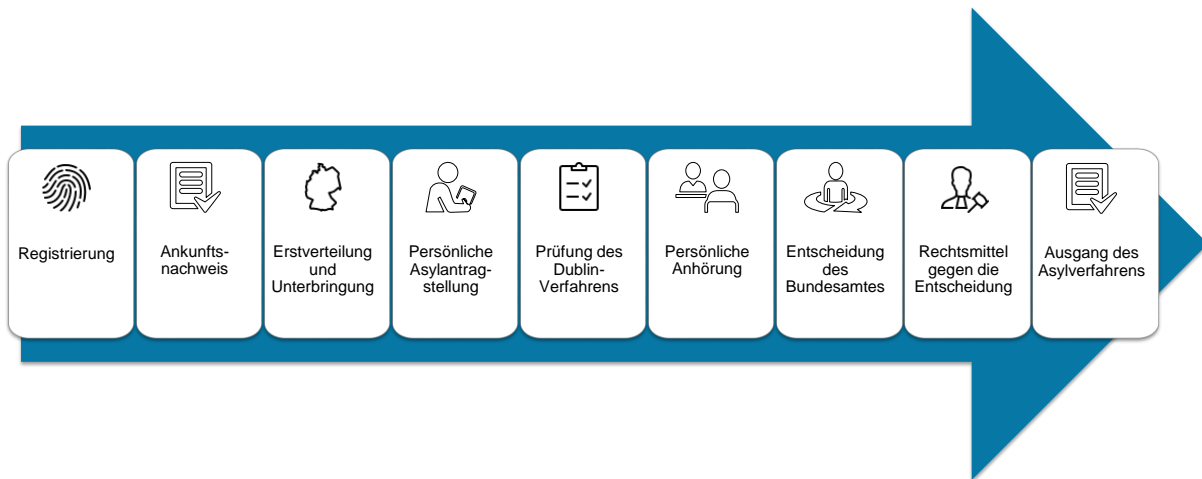 Registrierung
Ankunfts-
nachweis
Erstverteilung
und
Unterbringung
Persönliche
Asylantrag-
stellung
Prüfung des
Dublin-
Verfahrens
Persönliche
Anhörung
Entscheidung
des
Bundesamtes
Rechtsmittel
gegen die
Entscheidung
Ausgang des
Asylverfahrens